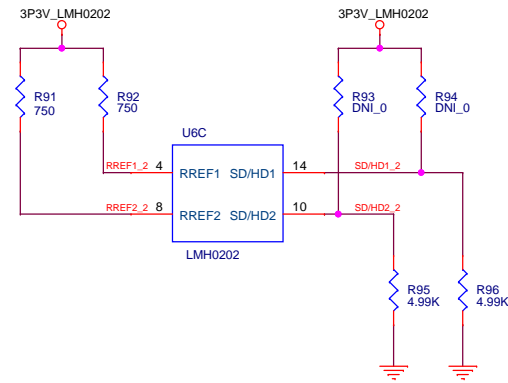 3P3V_LMH0202
3P3V_LMH0202
R91
750
R92
750
R93
DNI_0
R94
DNI_0
U6C
RREF1_2 4 RREF1 SD/HD1 14 SD/HD1_2
RREF2_2 8 RREF2 SD/HD2 10 SD/HD2_2
LMH0202
R95
4.99K
R96
4.99K